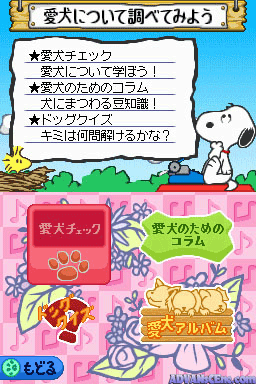 愛犬について調べてみよう
★愛犬チェック
愛犬について学ぼう！
★愛犬のためのコラム
犬にまつわる豆知識！
★ドッグクイズ
キミは何問解けるかな？
愛犬チェック
愛犬のための
コラム
ドッグ
クイズ
愛犬アルバム
もどる
ADVANSCENE.com